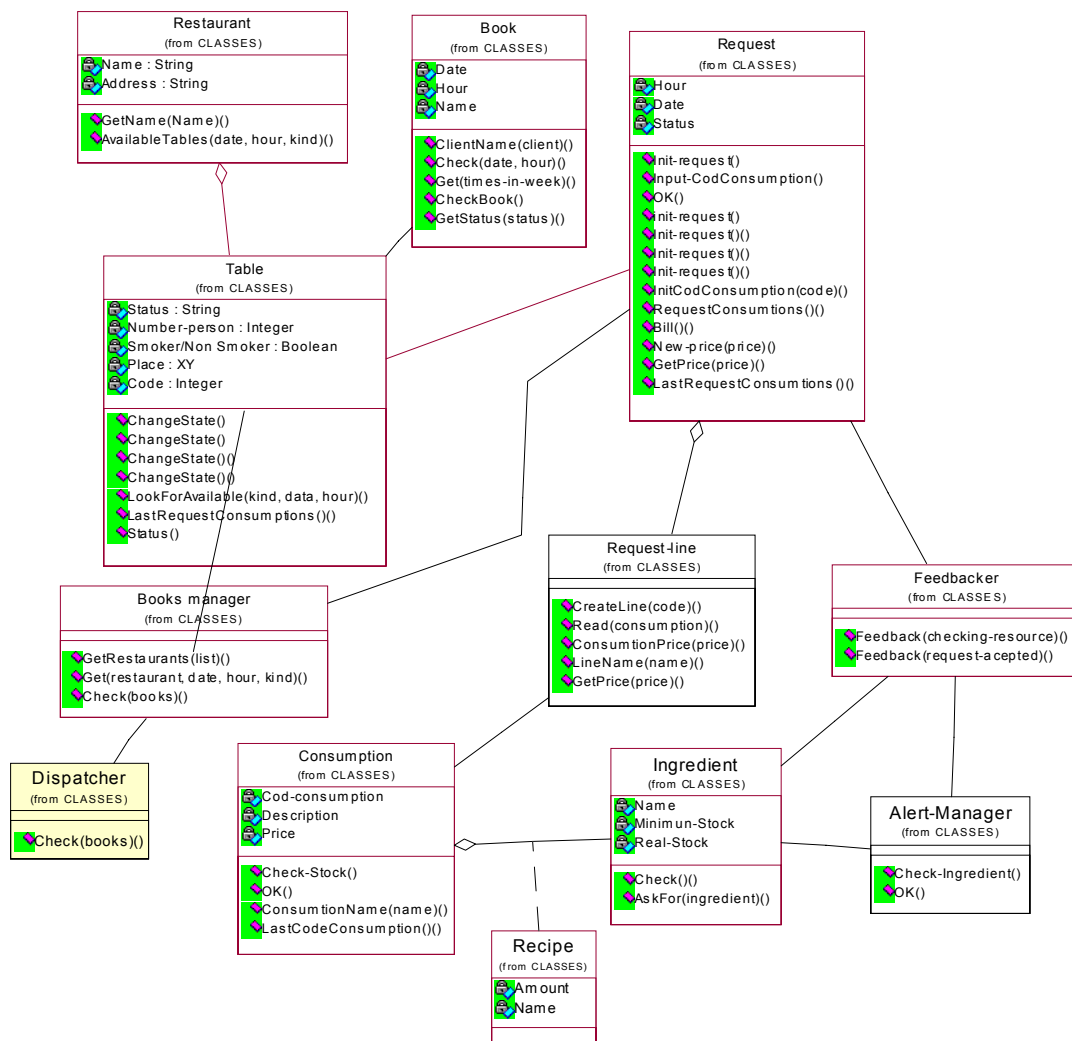 Restaurant
(from CLASSES)
Name : String
Address : String
GetName(Name)()
AvailableTables(date, hour, kind)()
Book
(from CLASSES)
Date
Hour
Name
ClientName(client)()
Check(date, hour)()
Get(times-in-week)()
CheckBook()
GetStatus(status)()
Request
(from CLASSES)
Hour
Date
Status
Init-request()
Input-CodConsumption()
OK()
init-request()
Init-request()()
Init-request()()
Init-request()()
InitCodConsumption(code)()
RequestConsumtions()()
Bill()()
New-price(price)()
GetPrice(price)()
LastRequestConsumtions()()
Table
(from CLASSES)
Status : String
Number-person : Integer
Smoker/Non Smoker : Boolean
Place : XY
Code : Integer
ChangeState()
ChangeState()
ChangeState()()
ChangeState()()
LookForAvailable(kind, data, hour)()
LastRequestConsumptions()()
Status()
Books manager
(from CLASSES)
GetRestaurants(list)()
Get(restaurant, date, hour, kind)()
Check(books)()
Request-line
(from CLASSES)
CreateLine(code)()
Read(consumption)()
ConsumtionPrice(price)()
LineName(name)()
GetPrice(price)()
Feedbacker
(from CLASSES)
Feedback(checking-resource)()
Feedback(request-acepted)()
Dispatcher
(from CLASSES)
Check(books)()
Consumption
(from CLASSES)
Cod-consumption
Description
Price
Check-Stock()
OK()
ConsumtionName(name)()
LastCodeConsumption()()
Ingredient
(from CLASSES)
Name
Minimun-Stock
Real-Stock
Check()()
AskFor(ingredient)()
Alert-Manager
(from CLASSES)
Check-Ingredient()
OK()
Recipe
(from CLASSES)
Amount
Name